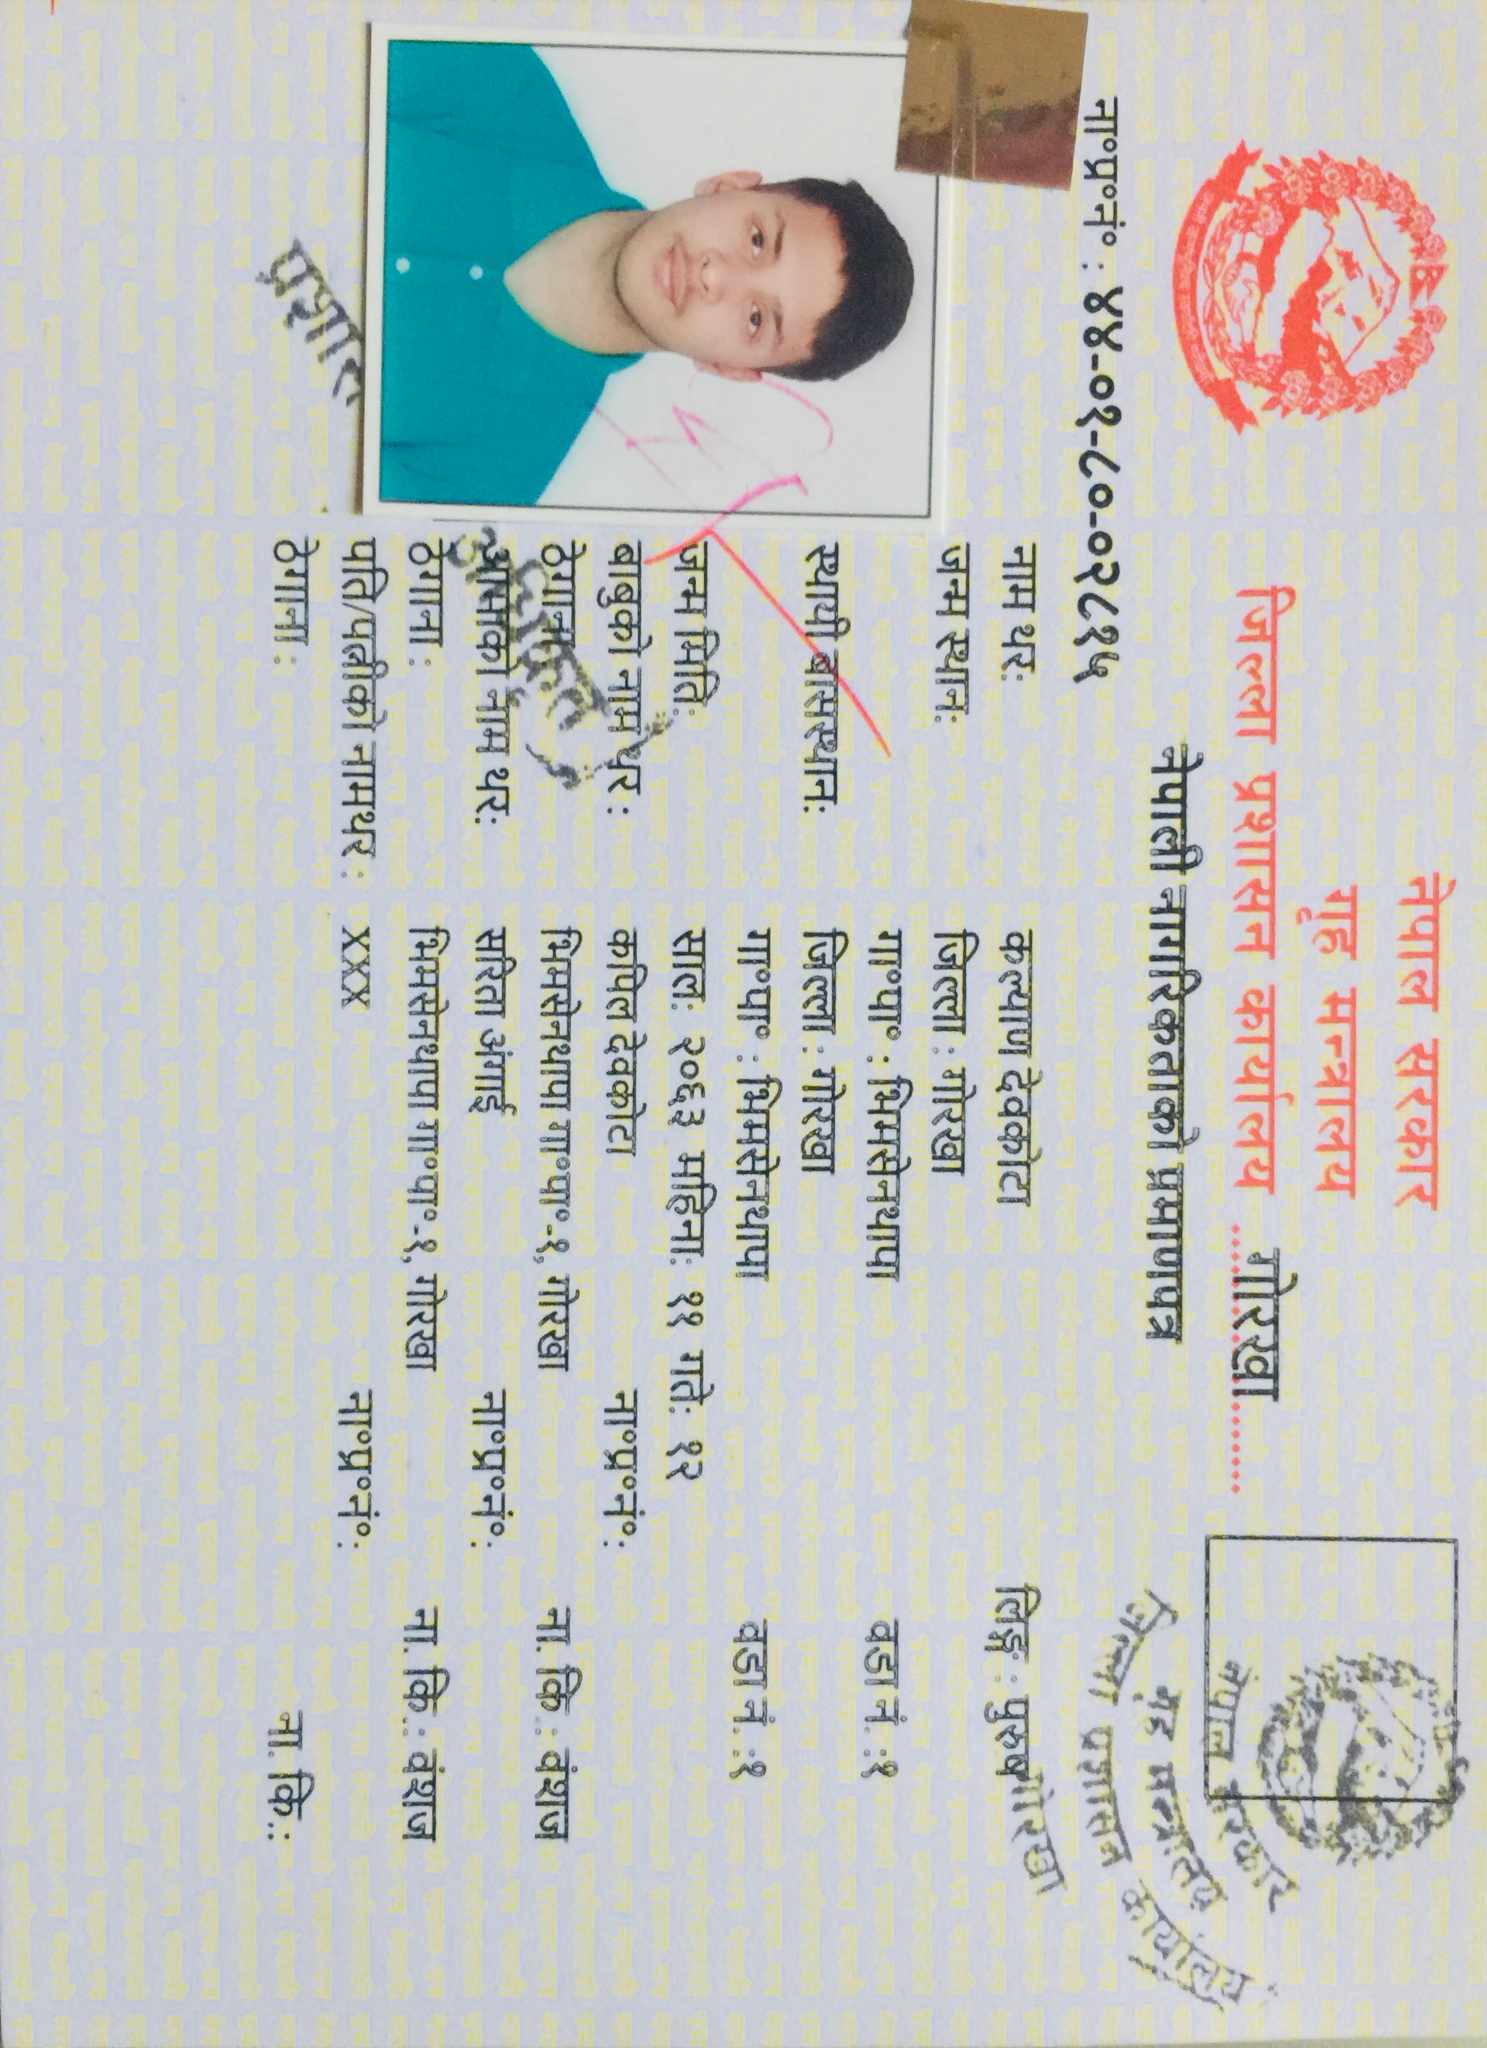 नेपाल सरकार
गृह मन्त्रालय
जिल्ला प्रशासन कार्यालय गोरखा
नेपाली नागरिकताको प्रमाणपत्र
नेपाल सरकार
गृह मन्त्रालय
जिल्ला प्रशासन कार्यालय
गोरखा
ना॰प्र॰नं॰ : ४४-०१-८०-०२८१५
नाम थर: कल्याण देवकोटा लिङ्ग : पुरुष
जन्म स्थान: जिल्ला : गोरखा
गा॰पा॰ : भिमसेनथापा वडा नं. :१
स्थायी बासस्थान: जिल्ला : गोरखा
गा॰पा॰ : भिमसेनथापा वडा नं. :१
जन्म मिति: साल: २०६३ महिना: ११ गते: १२
बाबुको नाम थर : कपिल देवकोटा ना॰प्र॰नं॰:
ठेगाना भिमसेनथापा गा॰पा॰-१, गोरखा ना. कि.: वंशज
आमाको नाम थर: सरिता अंगाई ना॰प्र॰नं॰:
ठेगाना : भिमसेनथापा गा॰पा॰-१, गोरखा ना. कि.: वंशज
पति/पत्नीको नामथर : xxx ना॰प्र॰नं॰:
ठेगाना : ना. कि.: